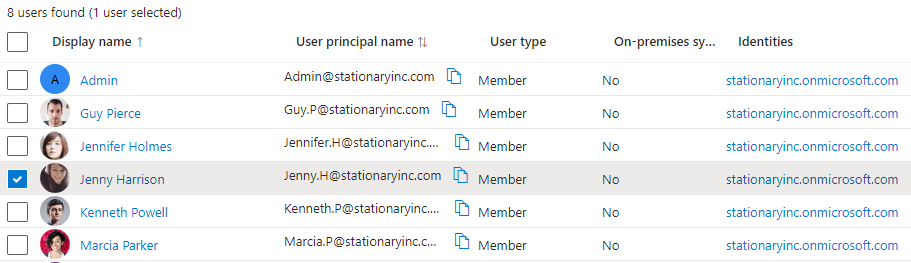 8 users found (1 user selected)
Display name ↑ User principal name ↑↓ User type On-premises sy... Identities
A Admin Admin@stationaryinc.com Member No stationaryinc.onmicrosoft.com
Guy Pierce Guy.P@stationaryinc.com Member No stationaryinc.onmicrosoft.com
Jennifer Holmes Jennifer.H@stationaryinc.... Member No stationaryinc.onmicrosoft.com
Jenny Harrison Jenny.H@stationaryinc.com Member No stationaryinc.onmicrosoft.com
Kenneth Powell Kenneth.P@stationaryinc.... Member No stationaryinc.onmicrosoft.com
Marcia Parker Marcia.P@stationaryinc.c... Member No stationaryinc.onmicrosoft.com